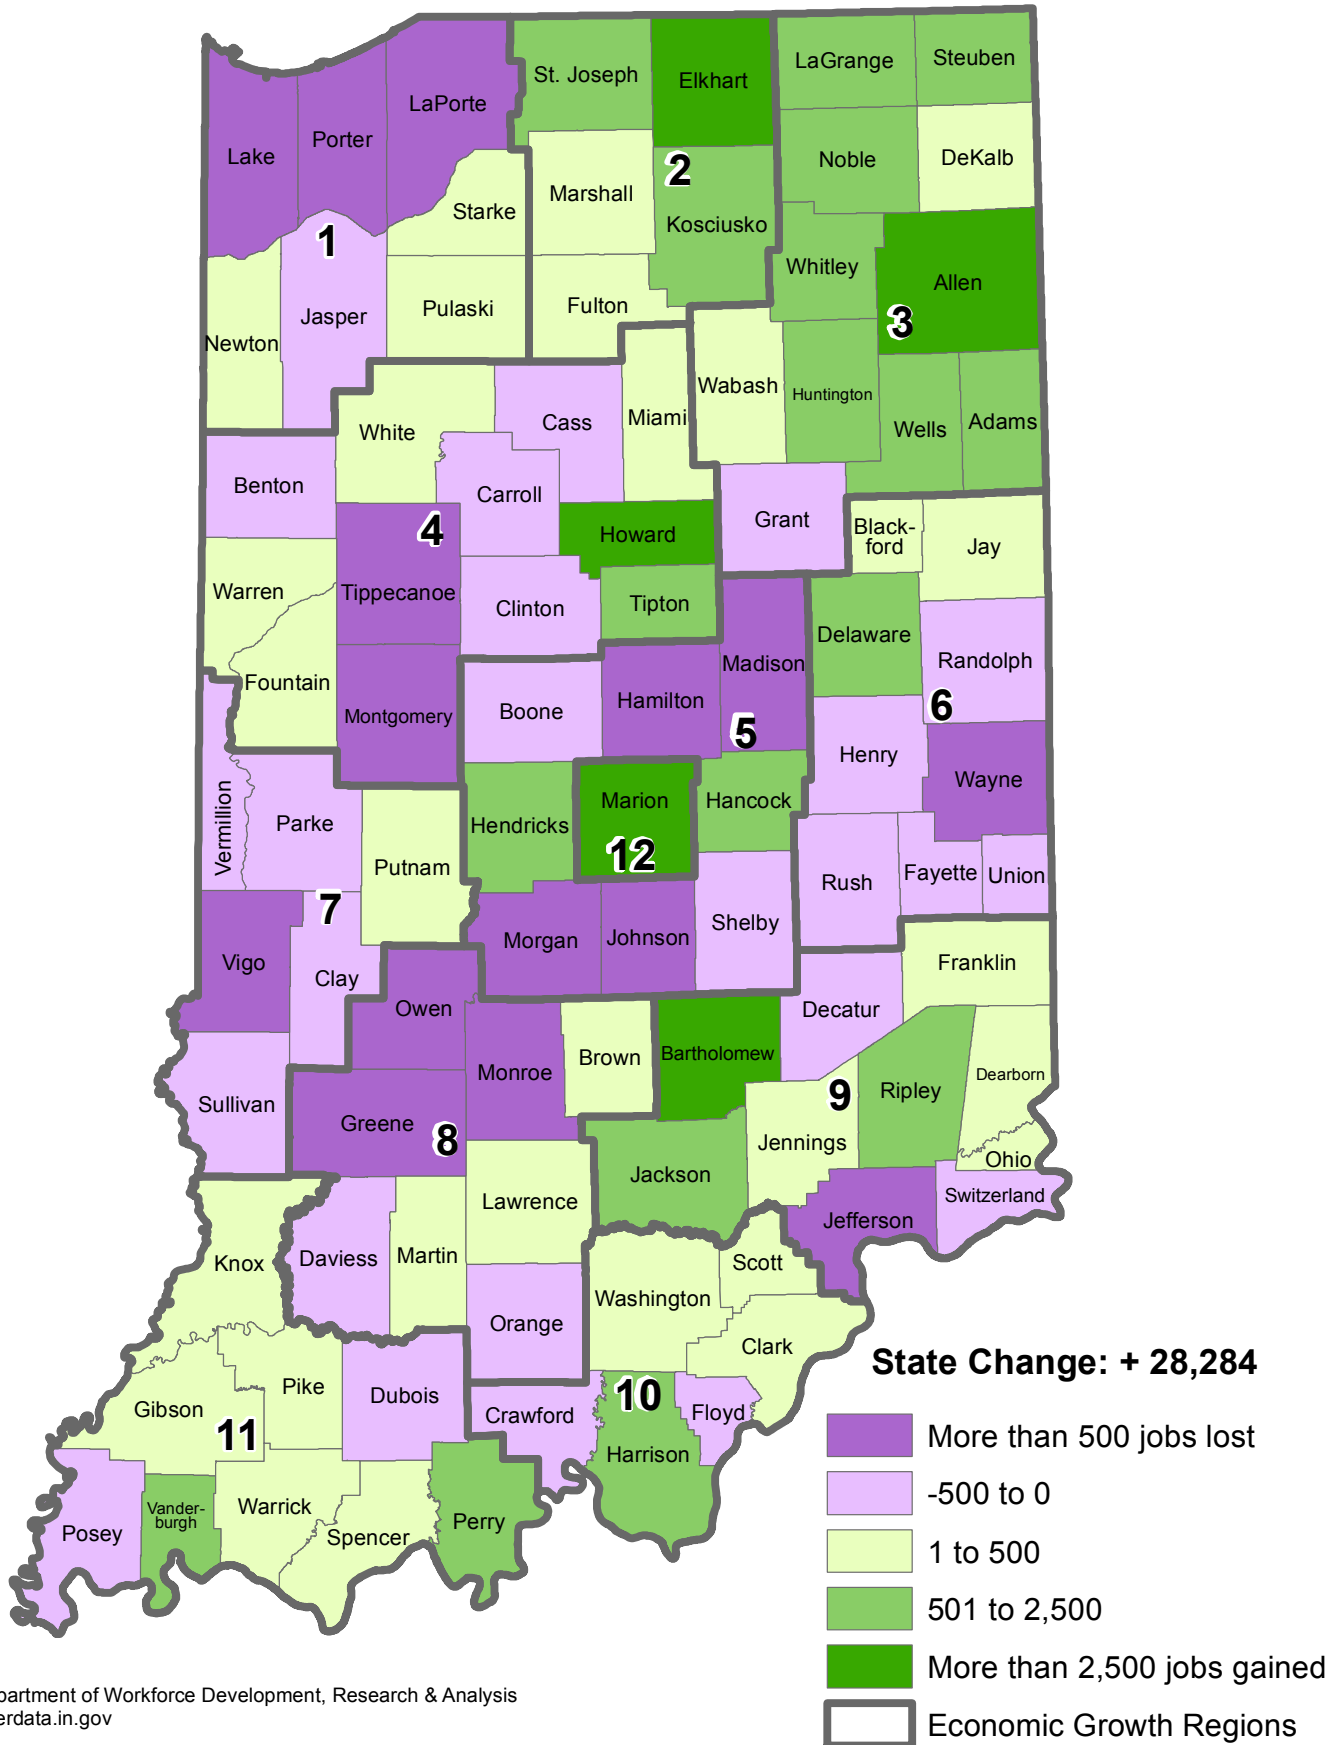 LaGrange
Steuben
St. Joseph
Elkhart
LaPorte
Porter
Lake
Noble
DeKalb
2
Marshall
Starke
Kosciusko
1
Whitley
Allen
Jasper
Pulaski
Fulton
3
Newton
Wabash
Huntington
White
Cass
Miami
Wells
Adams
Benton
Carroll
4
Howard
Grant
Black-
ford
Jay
Warren
Tippecanoe
Clinton
Tipton
Delaware
Madison
Randolph
Fountain
Montgomery
Boone
Hamilton
5
6
Henry
Wayne
Vermillion
Parke
Putnam
Hendricks
Marion
12
Hancock
Rush
Fayette
Union
7
Morgan
Johnson
Shelby
Vigo
Clay
Owen
Franklin
Decatur
Sullivan
Greene
8
Monroe
Brown
Bartholomew
9
Ripley
Dearborn
Jennings
Ohio
Jackson
Switzerland
Lawrence
Jefferson
Knox
Daviess
Martin
Scott
Washington
Orange
Clark
Gibson
Pike
Dubois
Crawford
10
Floyd
11
Harrison
Posey
Vander-
burgh
Warrick
Spencer
Perry
State Change: + 28,284
More than 500 jobs lost
-500 to 0
1 to 500
501 to 2,500
More than 2,500 jobs gained
Economic Growth Regions
partment of Workforce Development, Research & Analysis
erdata.in.gov